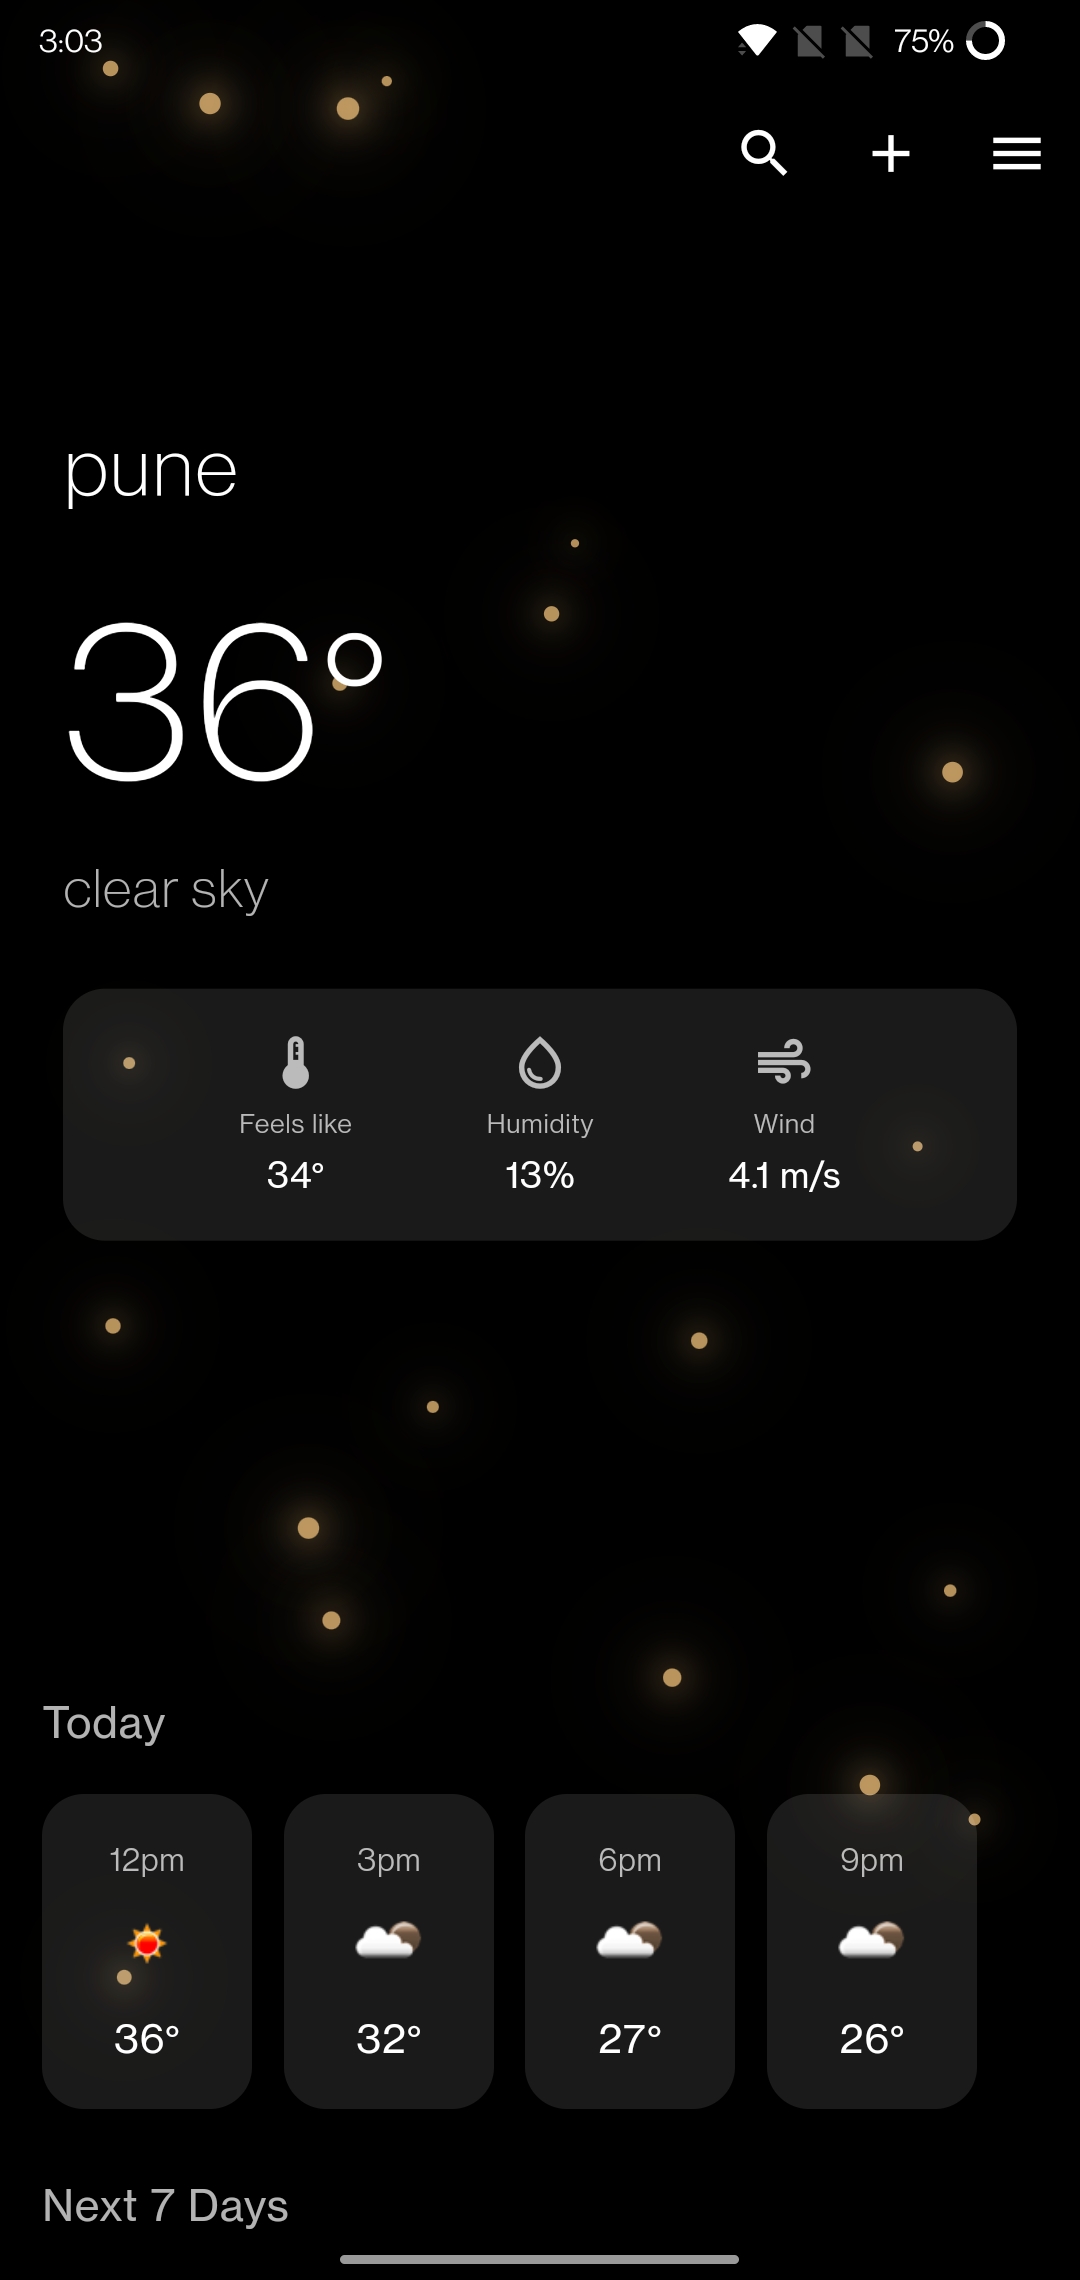 3:03
75%
pune
36°
clear sky
Feels like
Humidity
Wind
34°
13%
4.1 m/s
Today
12pm
3pm
6pm
9pm
36°
32°
27°
26°
Next 7 Days